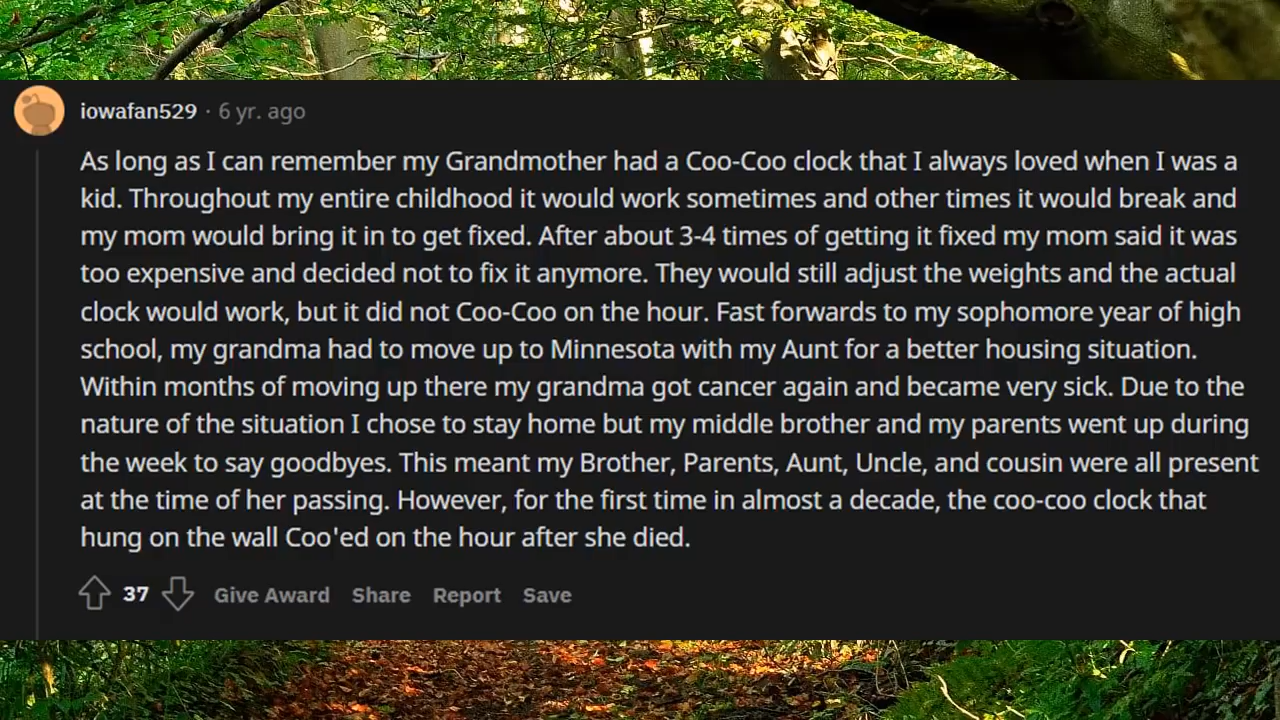 iowafan529 · 6 yr. ago
As long as I can remember my Grandmother had a Coo-Coo clock that I always loved when I was a
kid. Throughout my entire childhood it would work sometimes and other times it would break and
my mom would bring it in to get fixed. After about 3-4 times of getting it fixed my mom said it was
too expensive and decided not to fix it anymore. They would still adjust the weights and the actual
clock would work, but it did not Coo-Coo on the hour. Fast forwards to my sophomore year of high
school, my grandma had to move up to Minnesota with my Aunt for a better housing situation.
Within months of moving up there my grandma got cancer again and became very sick. Due to the
nature of the situation I chose to stay home but my middle brother and my parents went up during
the week to say goodbyes. This meant my Brother, Parents, Aunt, Uncle, and cousin were all present
at the time of her passing. However, for the first time in almost a decade, the coo-coo clock that
hung on the wall Coo'ed on the hour after she died.
37 Give Award Share Report Save